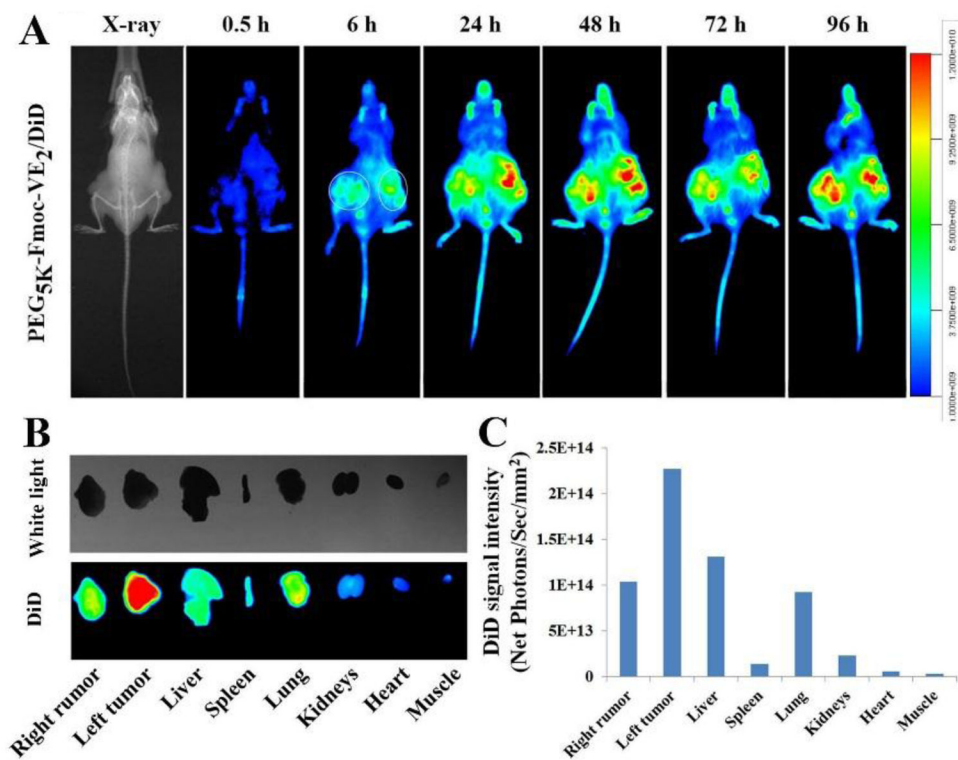 A
X-ray
0.5 h
6 h
24 h
48 h
72 h
96 h
PEG5K-Fmoc-VE2/DiD
1.2000e+010
9.2500e+009
6.5000e+009
3.7500e+009
1.0000e+009
B
White light
DiD
Right rumor
Left tumor
Liver
Spleen
Lung
Kidneys
Heart
Muscle
C
DiD signal intensity
(Net Photons/Sec/mm²)
2.5E+14
2E+14
1.5E+14
1E+14
5E+13
0
Right rumor
Left tumor
Liver
Spleen
Lung
Kidneys
Heart
Muscle